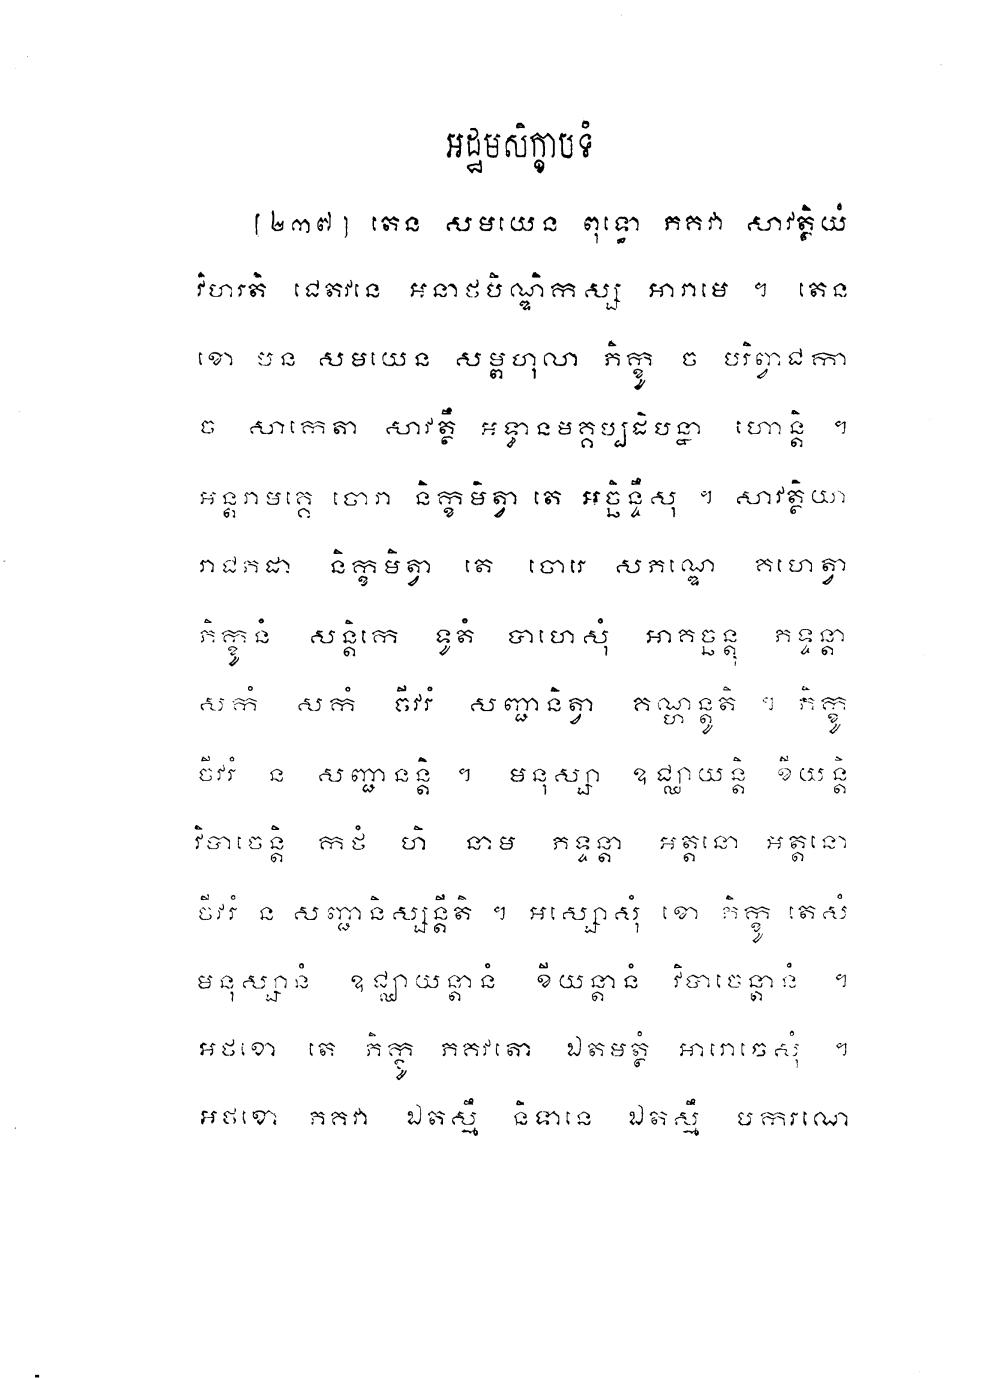 អដ្ឋមសិក្ខាបទំ
[២៣៧] តេន សមយេន ពុទ្ធោ ភគវា សាវត្ថិយំ
វិហរតិ ជេតវនេ អនាថបិណ្ឌិកស្ស អារាមេ ។ តេន
ខោ បន សមយេន សម្ពហុលា ភិក្ខូ ច បរិព្វាជកា
ច សាកេតា សាវត្ថឹ អទ្ធានមគ្គប្បដិបន្នា ហោន្តិ ។
អន្តរាមគ្គេ ចោរា និក្ខមិត្វា តេ អច្ឆិន្ទឹសុ ។ សាវត្ថិយា
រាជភដា និក្ខមិត្វា តេ ចោរេ សភណ្ឌេ គហេត្វា
ភិក្ខូនំ សន្តិកេ ទូតំ បាហេសុំ អាគច្ឆន្តុ ភទ្ទន្តា
សកំ សកំ ចីវរំ សញ្ជានិត្វា គណ្ហន្តូតិ ។ ភិក្ខូ
ចីវរំ ន សញ្ជានន្តិ ។ មនុស្សា ឧជ្ឈាយន្តិ ខីយន្តិ
វិបាចេន្តិ កថំ ហិ នាម ភទ្ទន្តា អត្តនោ អត្តនោ
ចីវរំ ន សញ្ជានិស្សន្តីតិ ។ អស្សោសុំ ខោ ភិក្ខូ តេសំ
មនុស្សានំ ឧជ្ឈាយន្តានំ ខីយន្តានំ វិបាចេន្តានំ ។
អថខោ តេ ភិក្ខូ ភគវតោ ឯតមត្ថំ អារោចេសុំ ។
អថខោ ភគវា ឯតស្មឹ និទានេ ឯតស្មឹ បការណេ